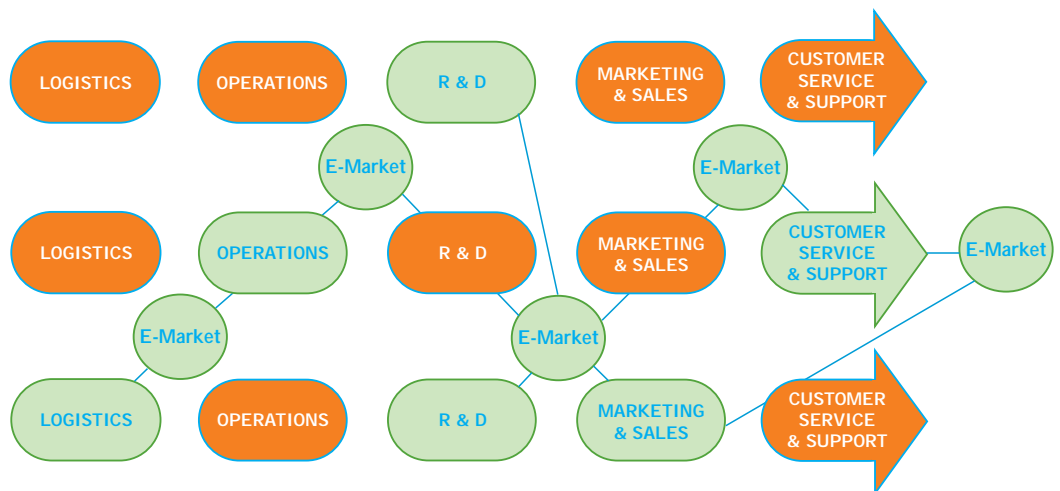 LOGISTICS
OPERATIONS
R & D
MARKETING
& SALES
CUSTOMER
SERVICE
& SUPPORT
E-Market
E-Market
LOGISTICS
OPERATIONS
R & D
MARKETING
& SALES
CUSTOMER
SERVICE
& SUPPORT
E-Market
E-Market
E-Market
LOGISTICS
OPERATIONS
R & D
MARKETING
& SALES
CUSTOMER
SERVICE
& SUPPORT